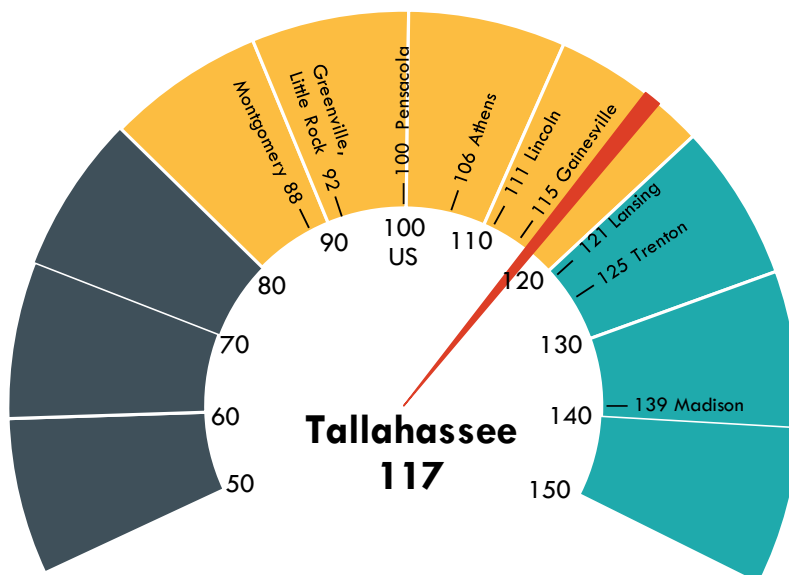 Montgomery 88
Greenville,
Little Rock 92
100 Pensacola
106 Athens
111 Lincoln
115 Gainesville
121 Lansing
125 Trenton
139 Madison
50
60
70
80
90
100
US
110
120
130
140
150
Tallahassee
117